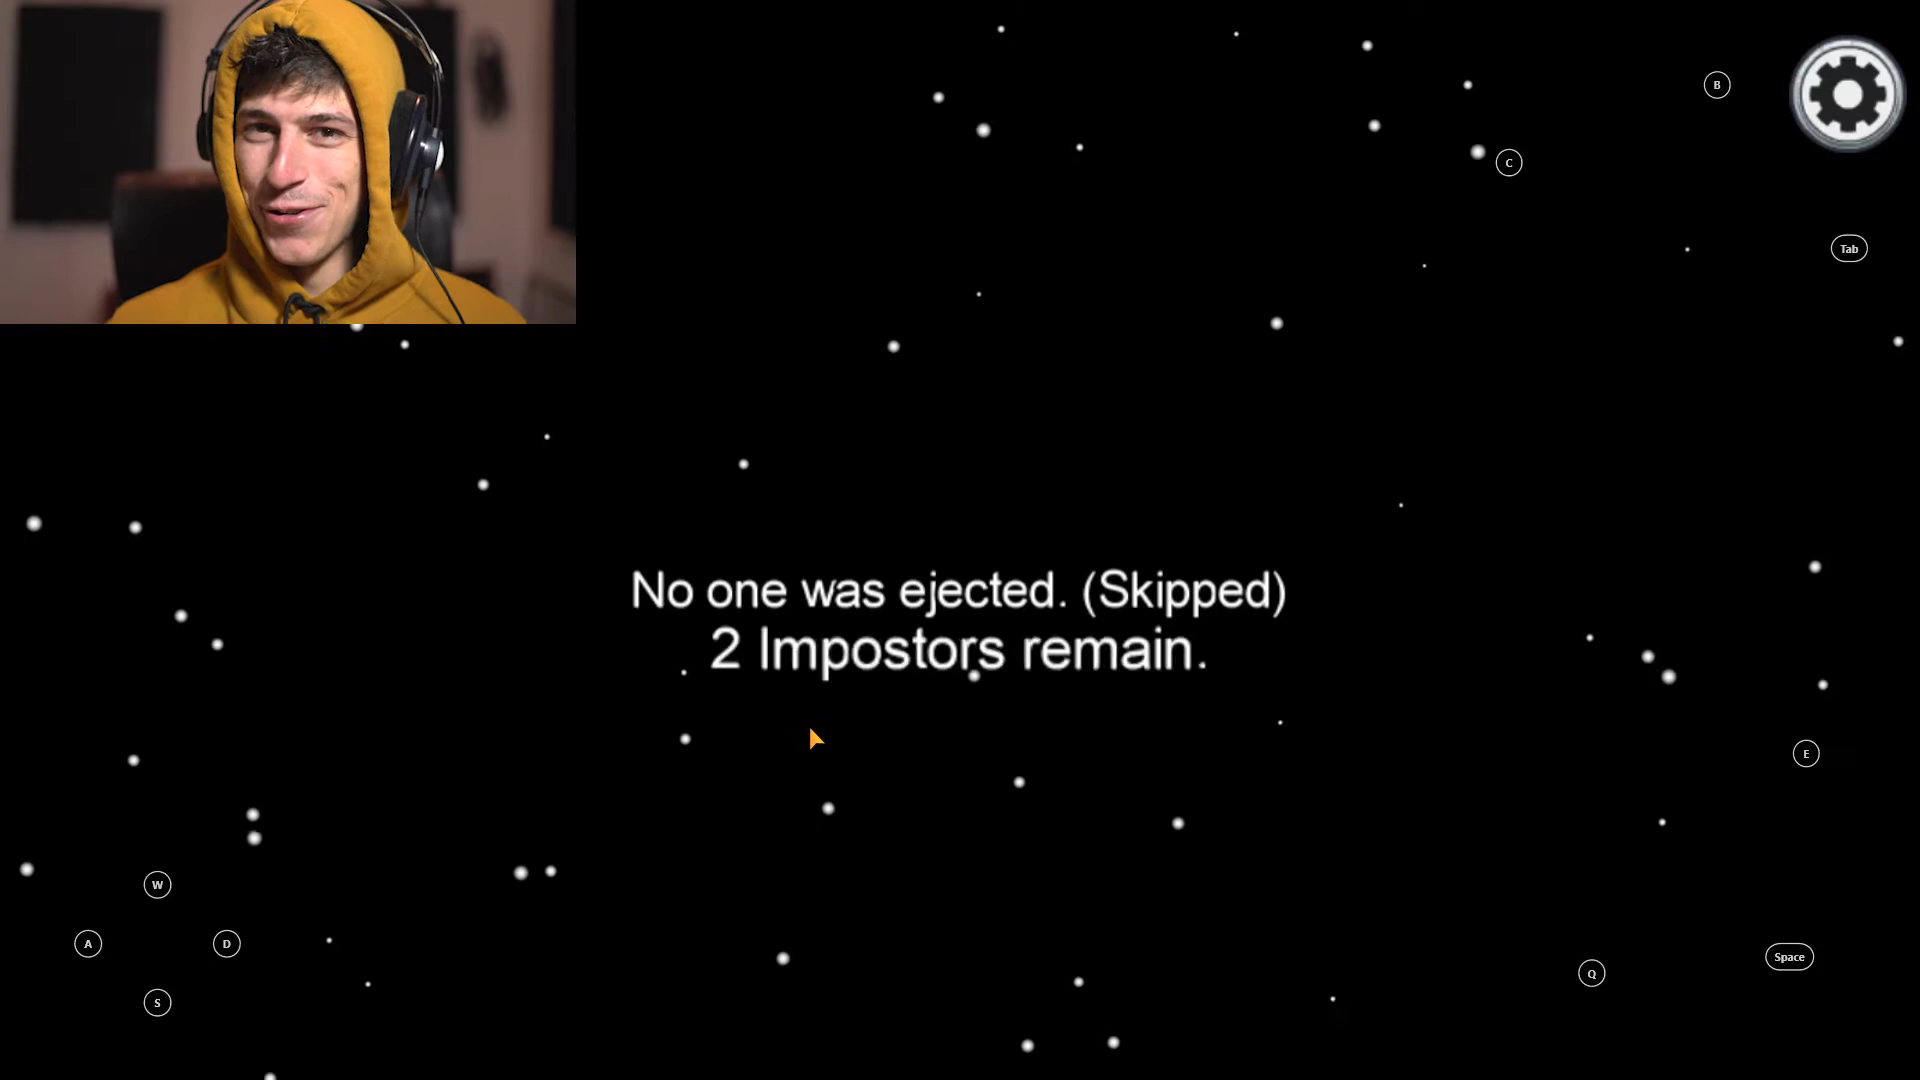 B
C
Tab
No one was ejected. (Skipped)
2 Impostors remain.
E
W
A
D
S
Q
Space